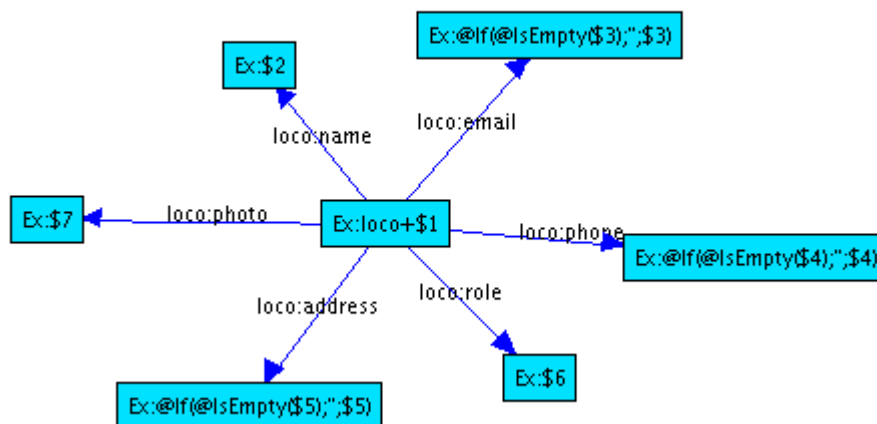 Ex:@If(@IsEmpty($3);";$3)
Ex:$2
loco:email
loco:name
Ex:$7
loco:photo
Ex:loco+$1
loco:phone
Ex:@If(@IsEmpty($4);";$4)
loco:address
loco:role
Ex:$6
Ex:@If(@IsEmpty($5);";$5)